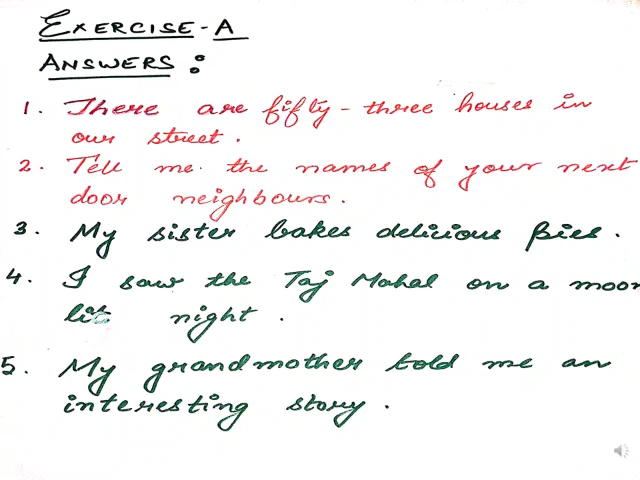 EXERCISE-A
ANSWERS :
1. There are fifty-three houses in
our street.
2. Tell me the names of your next
door neighbours.
3. My sister bakes delicious pies.
4. I saw the Taj Mahal on a moon
lit night.
5. My grandmother told me an
interesting story.